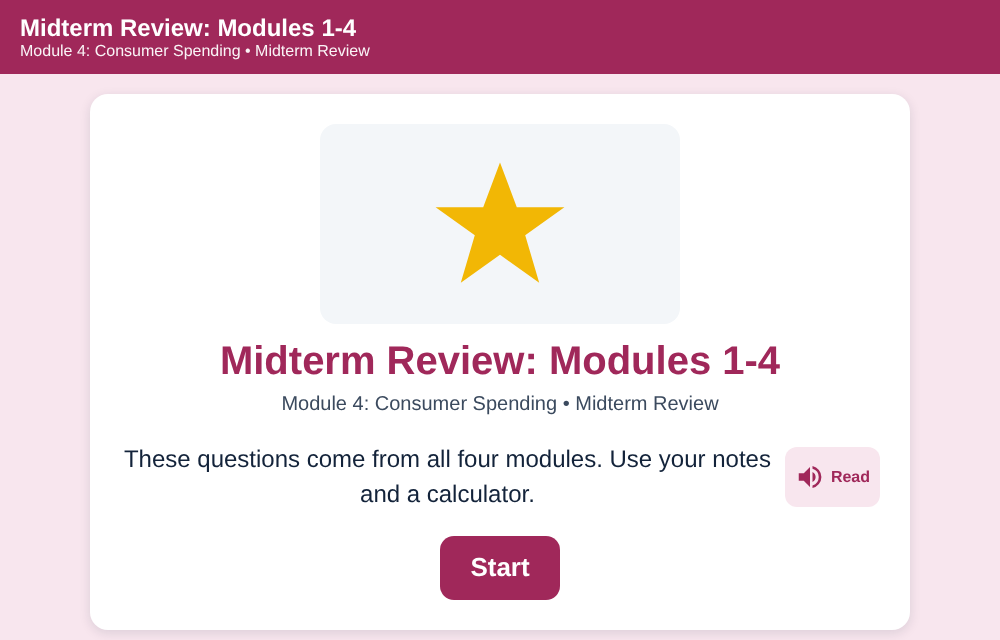 Midterm Review: Modules 1-4
Module 4: Consumer Spending • Midterm Review
Midterm Review: Modules 1-4
Module 4: Consumer Spending • Midterm Review
These questions come from all four modules. Use your notes
and a calculator.
Read
Start